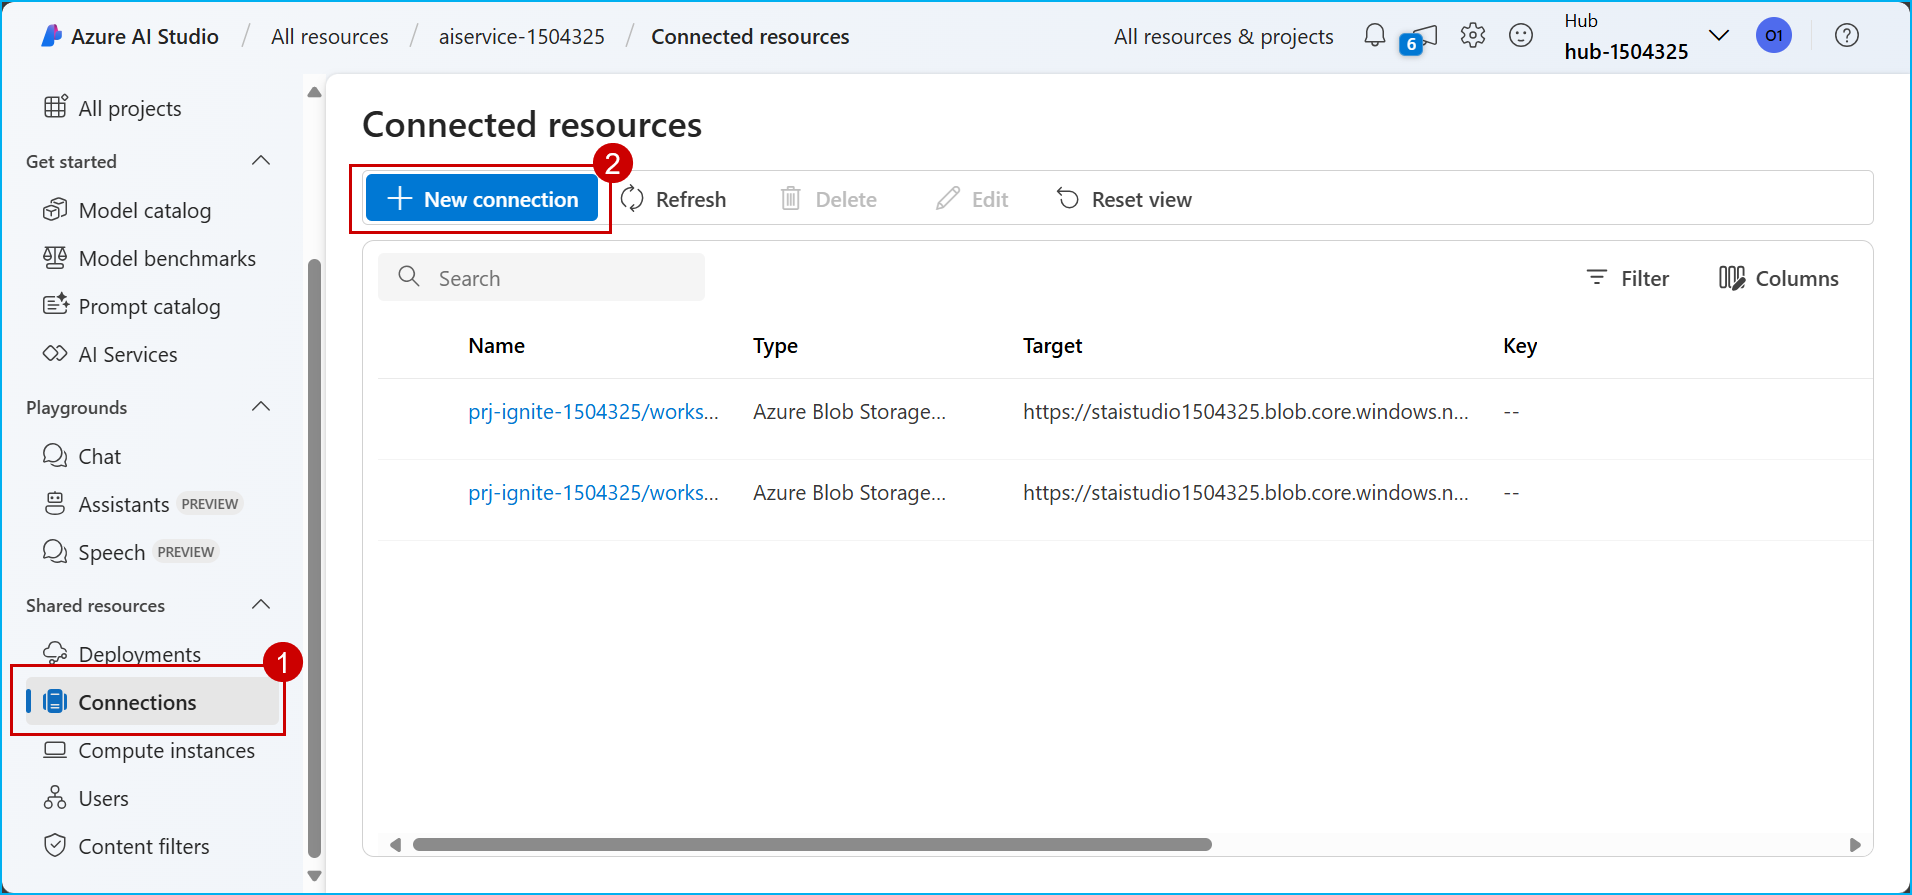 Azure AI Studio / All resources / aiservice-1504325 / Connected resources
All resources & projects
6
Hub
hub-1504325
O1
All projects
Get started
Model catalog
Model benchmarks
Prompt catalog
AI Services
Playgrounds
Chat
Assistants PREVIEW
Speech PREVIEW
Shared resources
Deployments
1
Connections
Compute instances
Users
Content filters
Connected resources
2
New connection Refresh Delete Edit Reset view
Search Filter Columns
Name Type Target Key
prj-ignite-1504325/works... Azure Blob Storage... https://staistudio1504325.blob.core.windows.n... --
prj-ignite-1504325/works... Azure Blob Storage... https://staistudio1504325.blob.core.windows.n... --